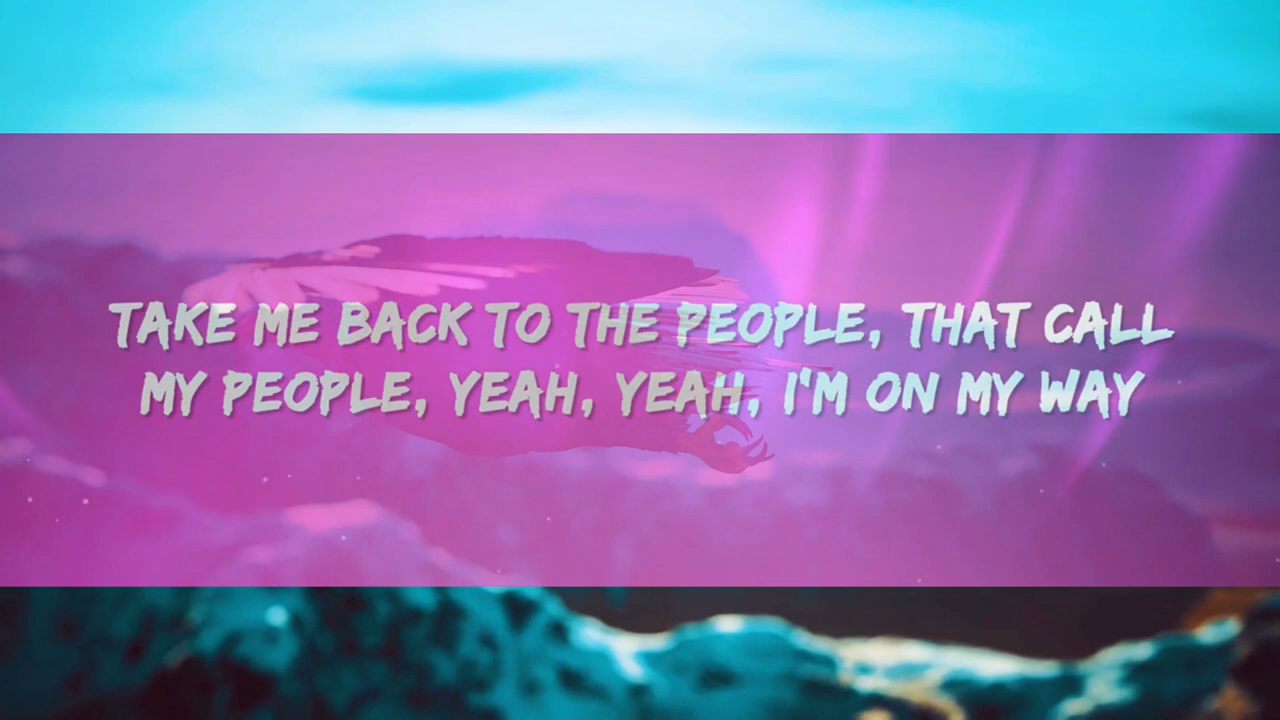 TAKE ME BACK TO THE PEOPLE, THAT CALL
MY PEOPLE, YEAH, YEAH, I'M ON MY WAY